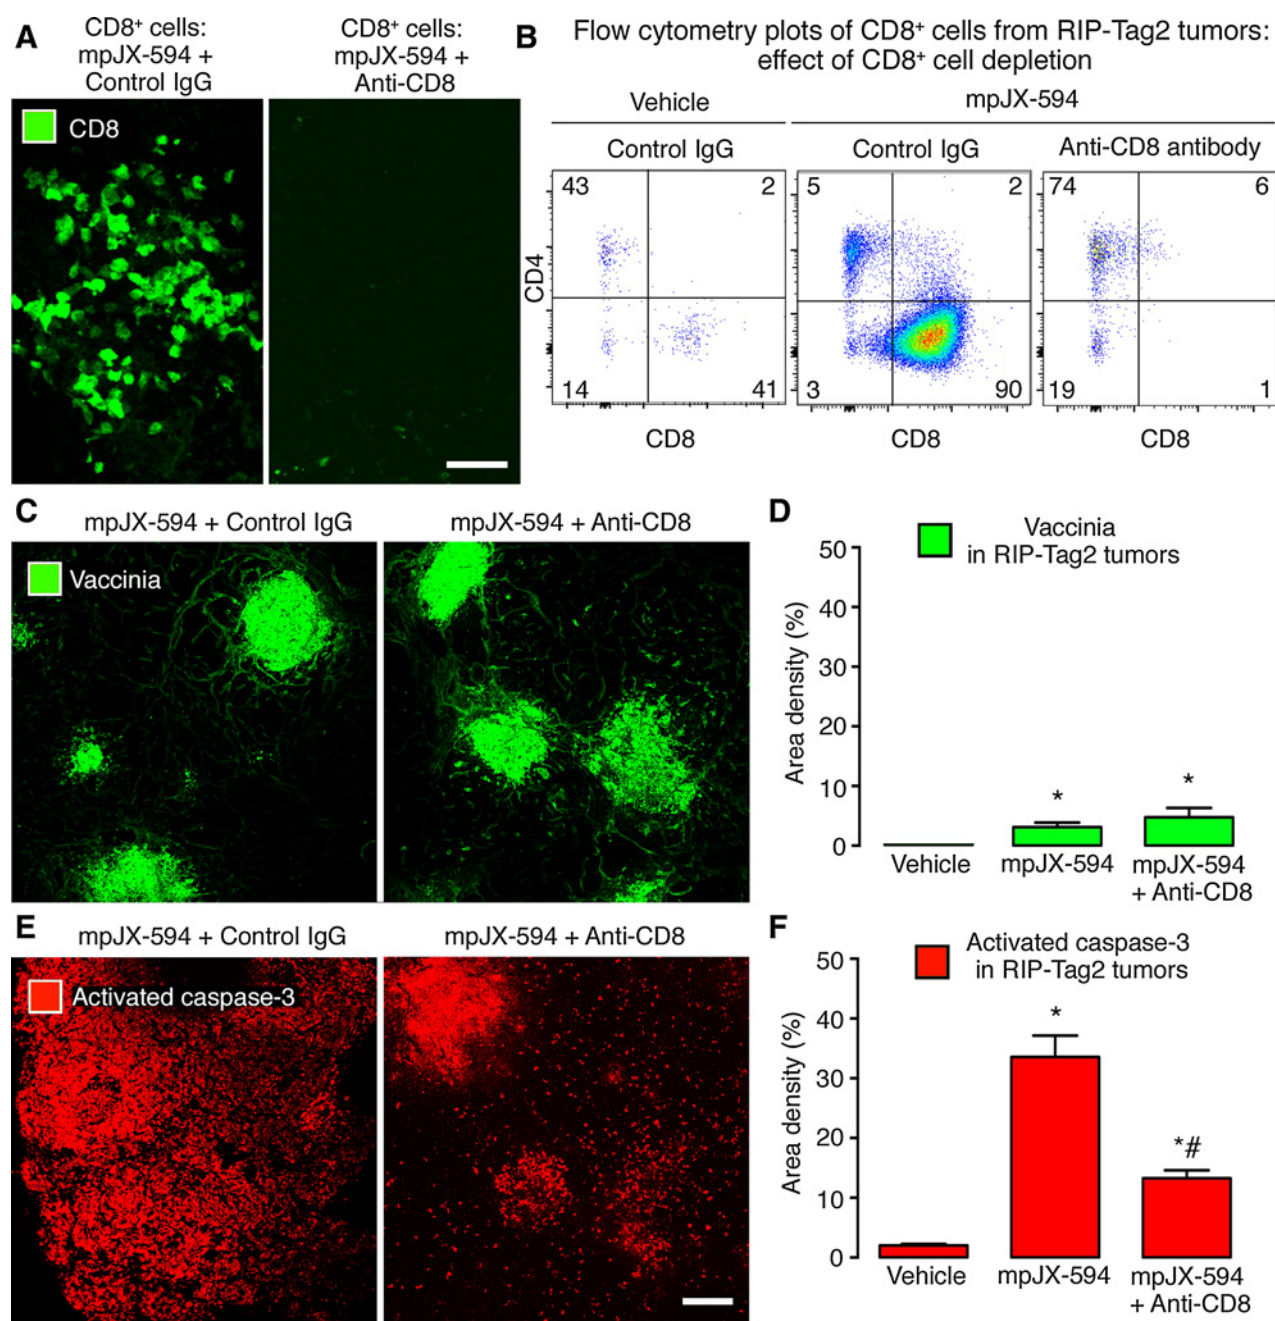 A
CD8⁺ cells:
mpJX-594 +
Control IgG
CD8⁺ cells:
mpJX-594 +
Anti-CD8
CD8
B
Flow cytometry plots of CD8⁺ cells from RIP-Tag2 tumors:
effect of CD8⁺ cell depletion
Vehicle
mpJX-594
Control IgG
Control IgG
Anti-CD8 antibody
43 2
14 41
5 2
3 90
74 6
19 1
CD4
CD8
CD8
CD8
C
mpJX-594 + Control IgG
mpJX-594 + Anti-CD8
Vaccinia
D
Vaccinia
in RIP-Tag2 tumors
Area density (%)
50
40
30
20
10
0
*
*
Vehicle
mpJX-594
mpJX-594
+ Anti-CD8
E
mpJX-594 + Control IgG
mpJX-594 + Anti-CD8
Activated caspase-3
F
Activated caspase-3
in RIP-Tag2 tumors
Area density (%)
50
40
30
20
10
0
*
*#
Vehicle
mpJX-594
mpJX-594
+ Anti-CD8